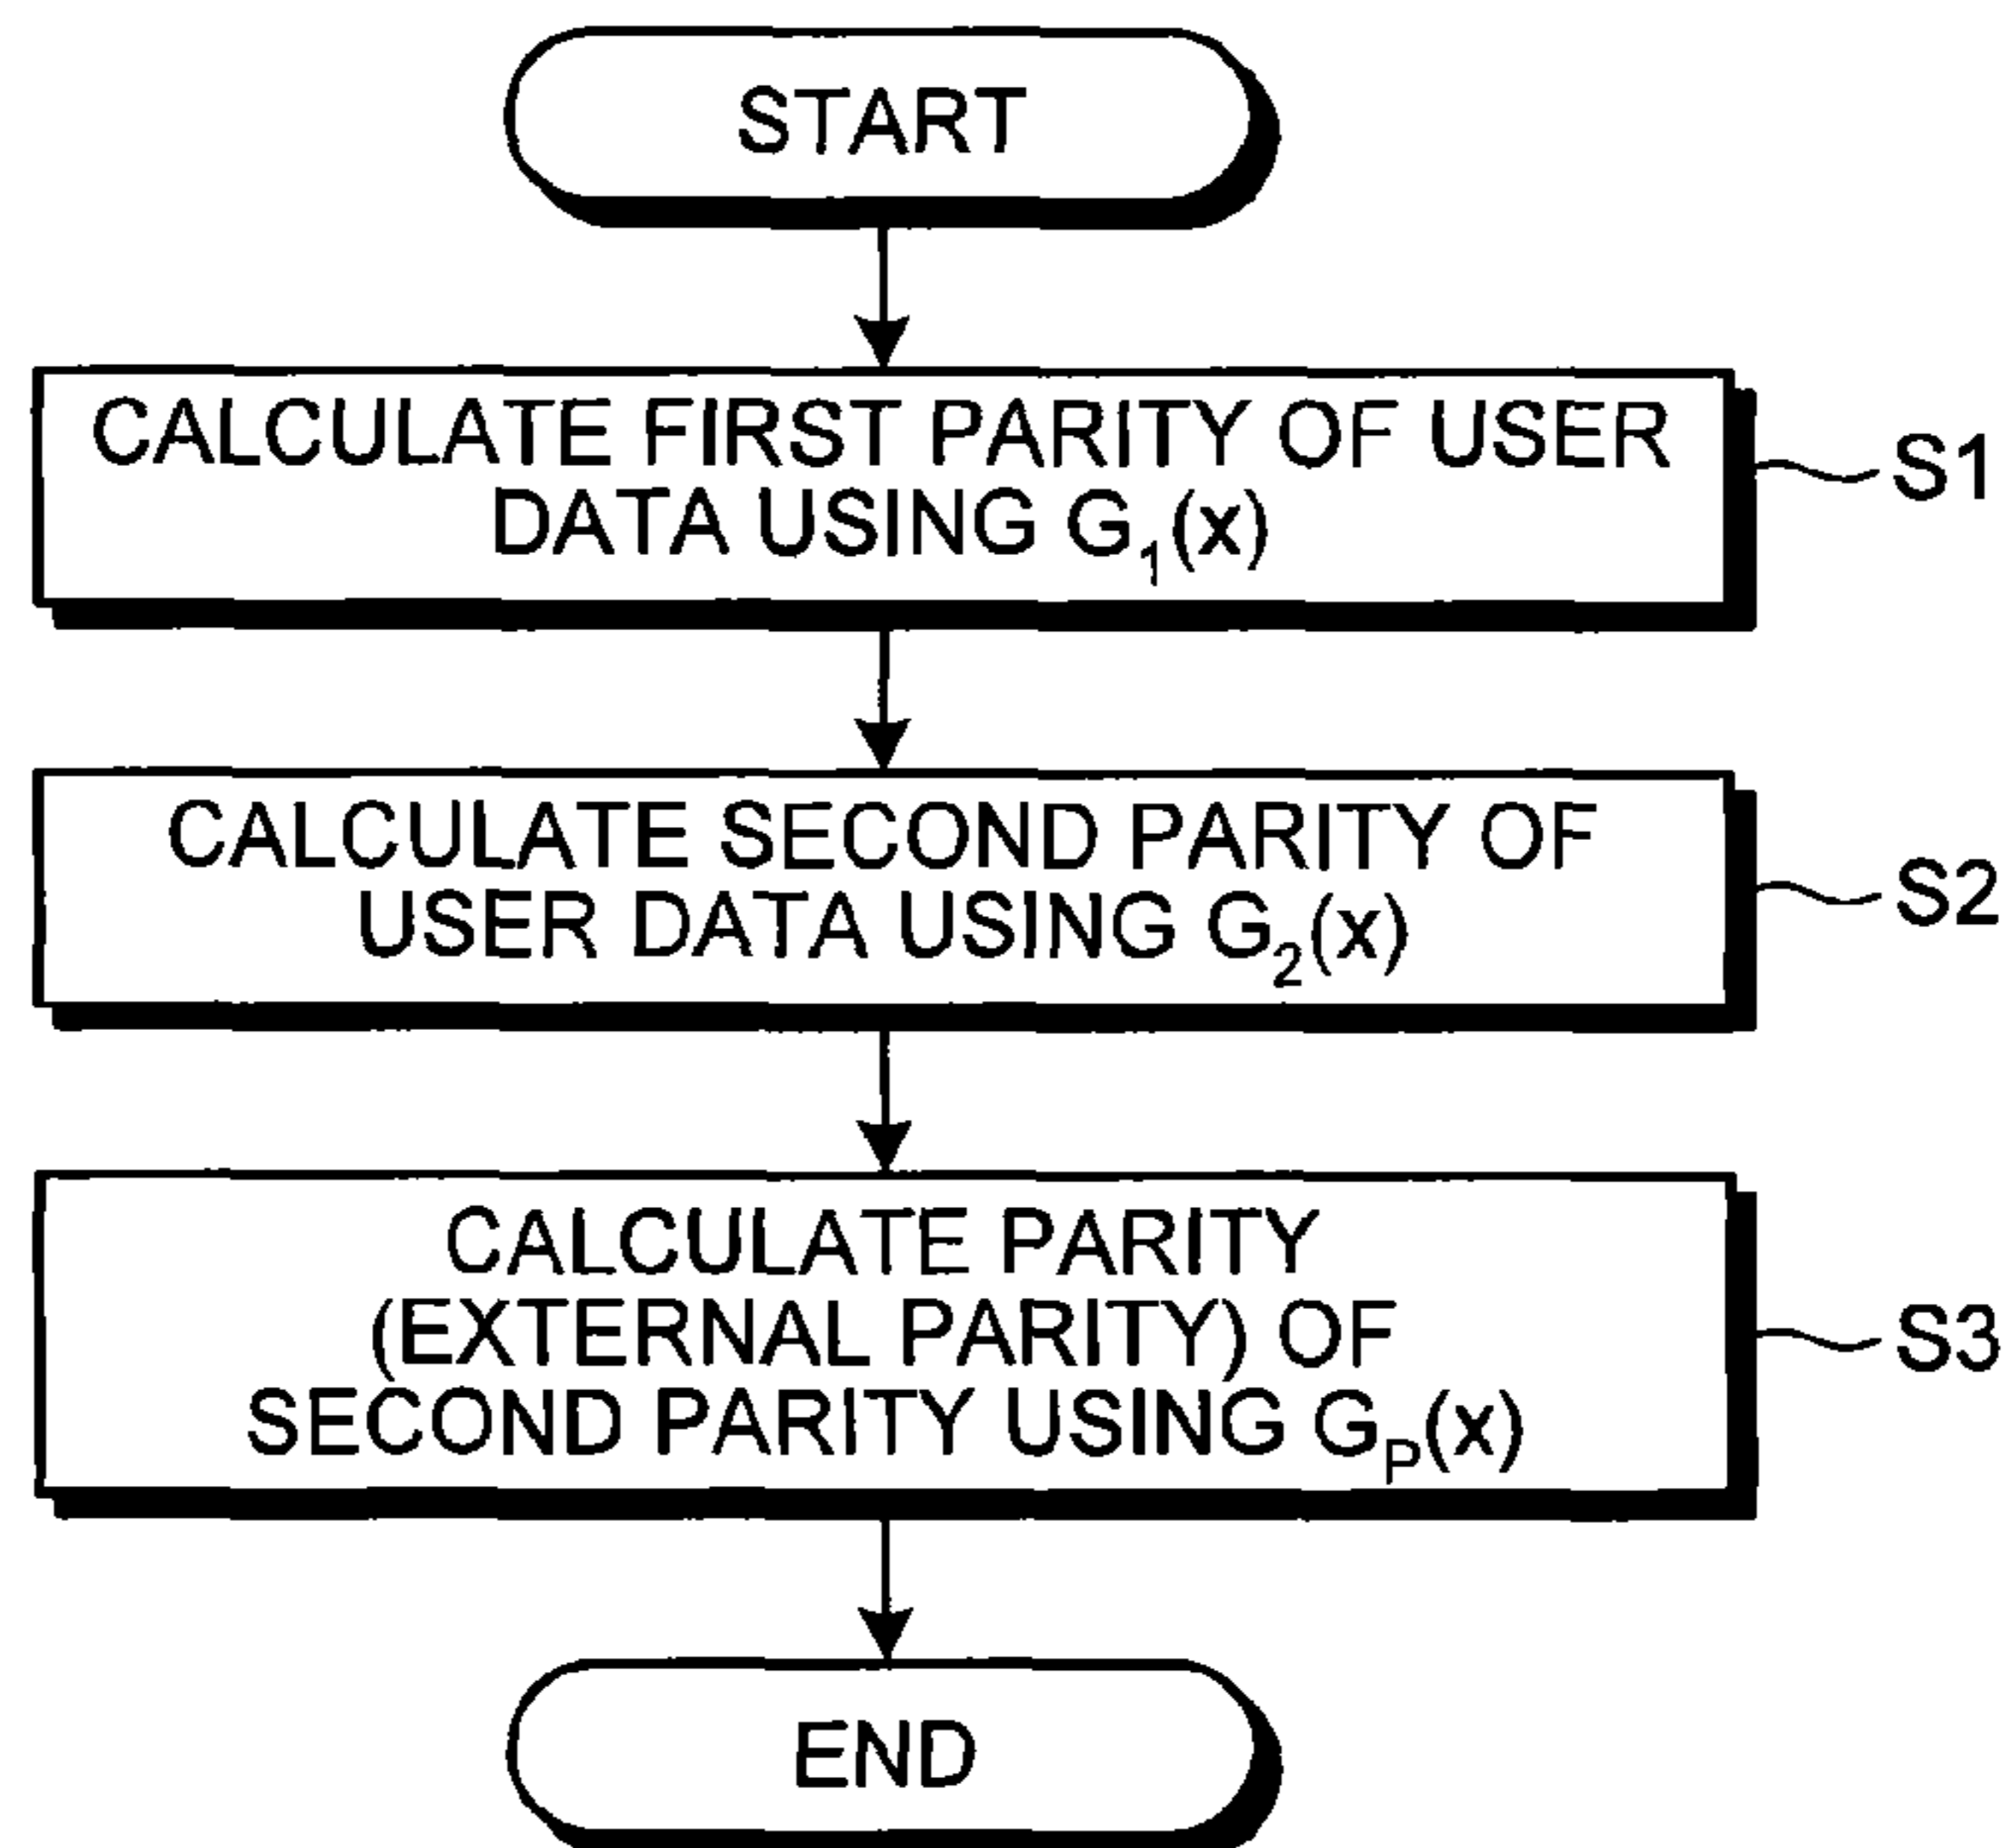 START
CALCULATE FIRST PARITY OF USER
DATA USING G₁(x)
S1
CALCULATE SECOND PARITY OF
USER DATA USING G₂(x)
S2
CALCULATE PARITY
(EXTERNAL PARITY) OF
SECOND PARITY USING G_P(x)
S3
END